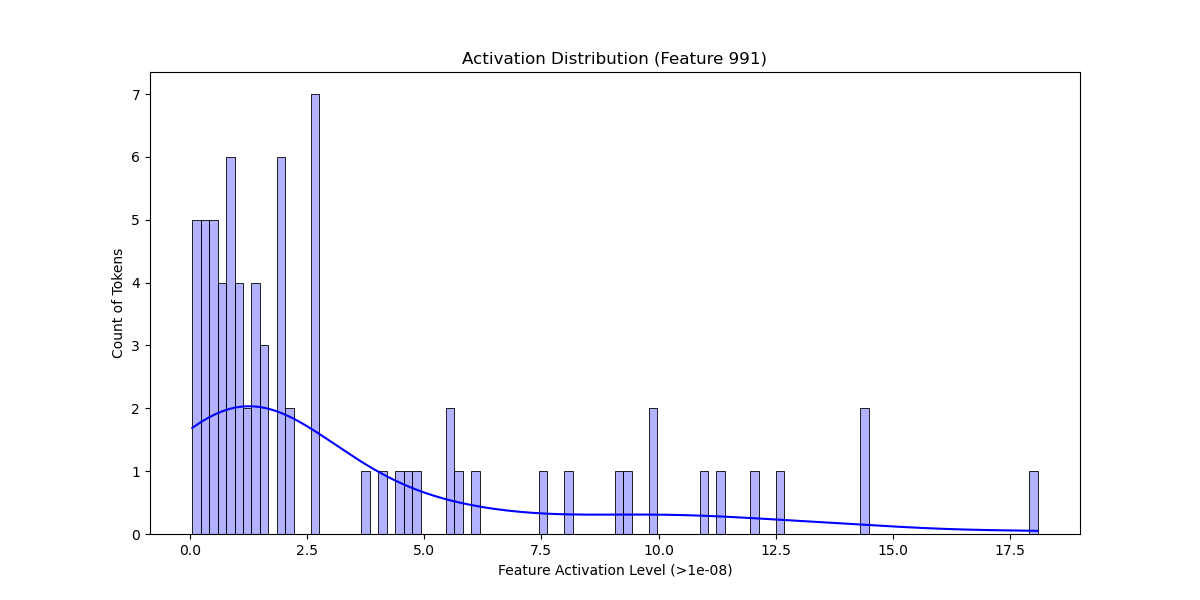 Activation Distribution (Feature 991)
7
6
5
4
3
2
1
0
Count of Tokens
0.0 2.5 5.0 7.5 10.0 12.5 15.0 17.5
Feature Activation Level (>1e-08)